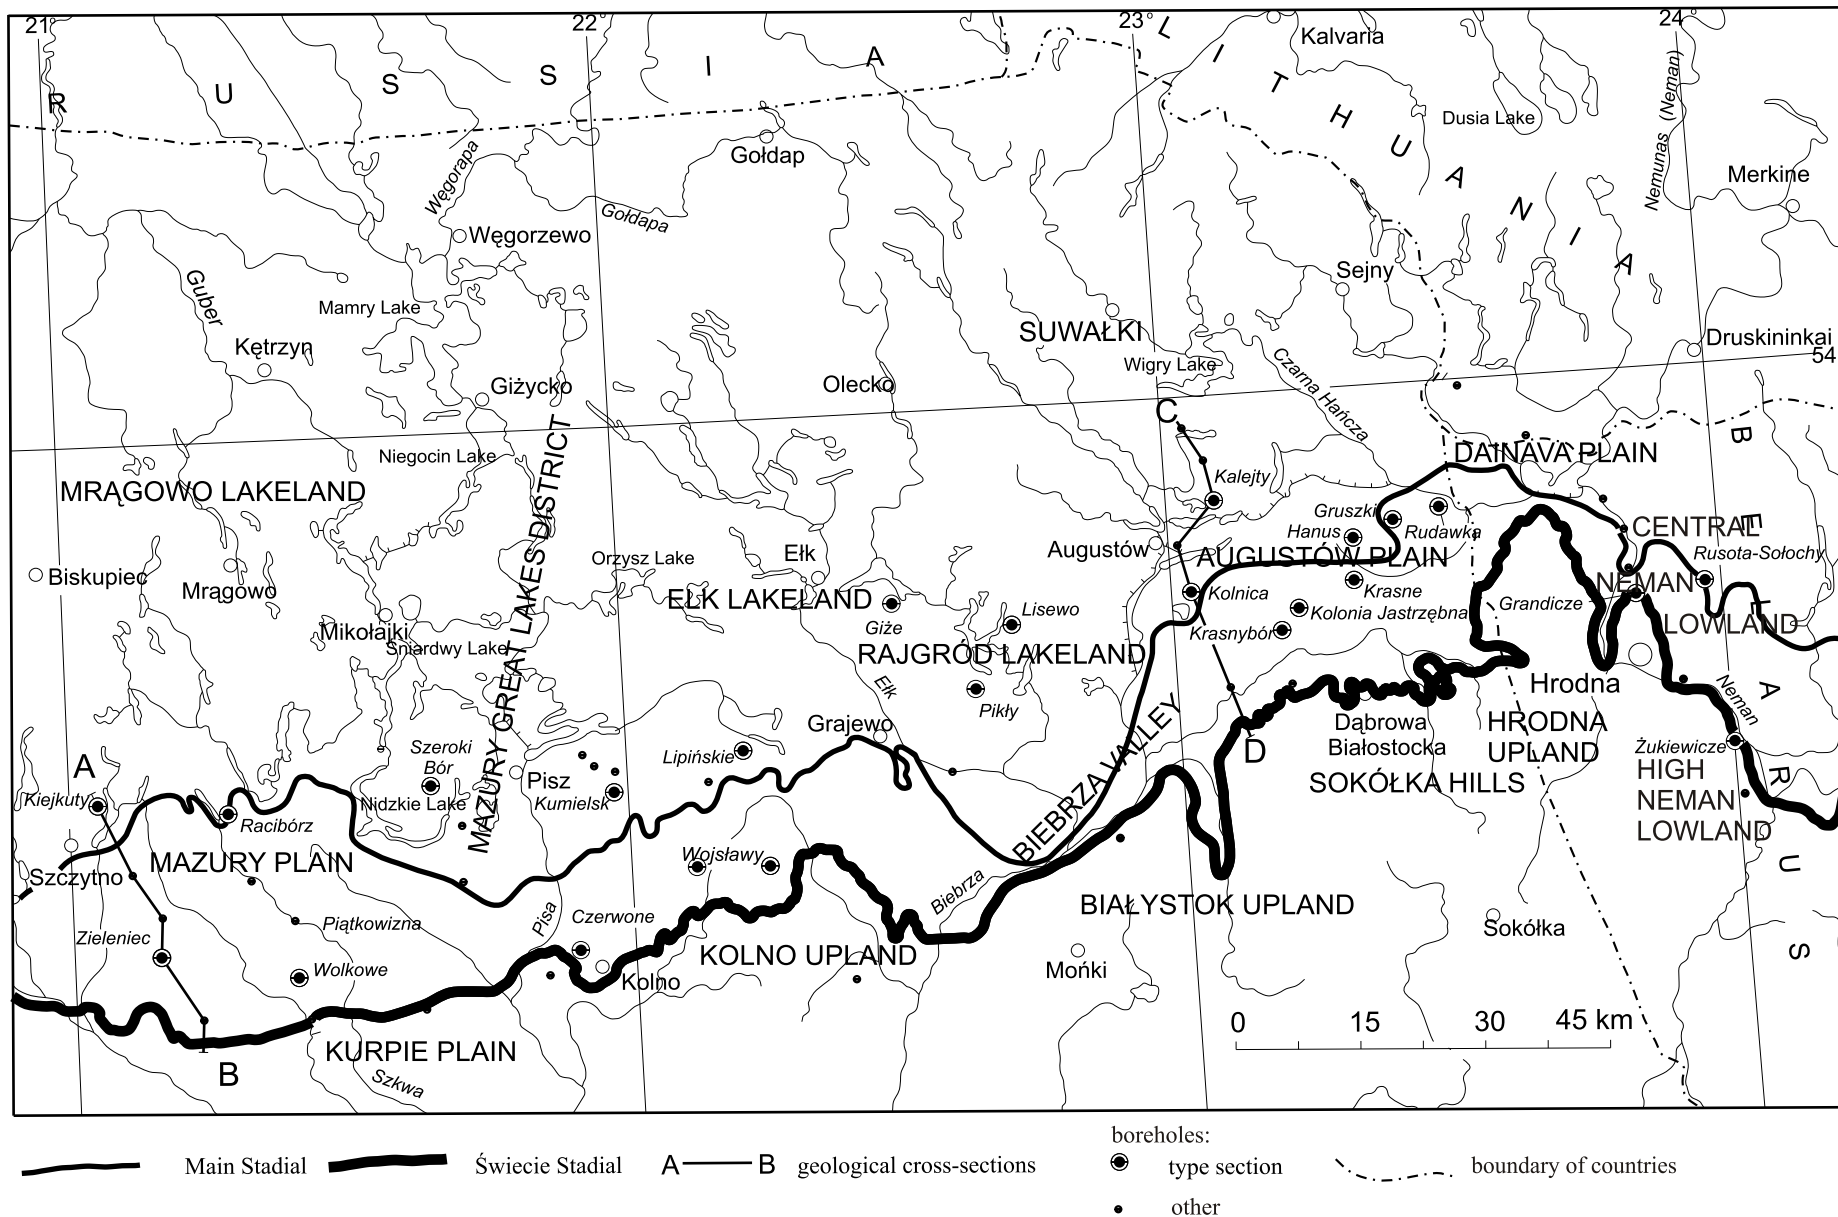 21°
22°
23°
24°
R U S S I A
L I T H U A N I A
Kalvaria
Dusia Lake
Nemunas (Neman)
Merkine
Gołdap
Węgorapa
Gołdapa
Węgorzewo
Sejny
Guber
Mamry Lake
SUWAŁKI
Druskininkai
54
Kętrzyn
Wigry Lake
Czarna Hańcza
Giżycko
Olecko
C
B E L A R U S
Niegocin Lake
DAINAVA PLAIN
MRĄGOWO LAKELAND
Kalejty
MAZURY GREAT LAKES DISTRICT
Gruszki
Hanus
Rudawka
CENTRAL
NEMAN
LOWLAND
Rusota-Sołochy
Augustów
AUGUSTÓW PLAIN
Ełk
Orzysz Lake
Biskupiec
Mrągowo
ELK LAKELAND
Kolnica
Krasne
Kolonia Jastrzębna
Grandicze
Giże
Lisewo
Krasnybór
Mikołajki
Śniardwy Lake
RAJGRÓD LAKELAND
Ełk
Pikły
Hrodna
Neman
Grajewo
Dąbrowa
Białostocka
HRODNA
UPLAND
BIEBRZA VALLEY
D
Szeroki
Bór
Lipińskie
Żukiewicze
HIGH
NEMAN
LOWLAND
A
Pisz
SOKÓŁKA HILLS
Kiejkuty
Nidzkie Lake
Kumielsk
Racibórz
MAZURY PLAIN
Wojsławy
Szczytno
Biebrza
BIAŁYSTOK UPLAND
Pisa
Czerwone
Piątkowizna
Zieleniec
Sokółka
KOLNO UPLAND
Wolkowe
Kolno
Mońki
0 15 30 45 km
KURPIE PLAIN
B
Szkwa
Main Stadial
Świecie Stadial
A B geological cross-sections
boreholes:
type section
other
boundary of countries